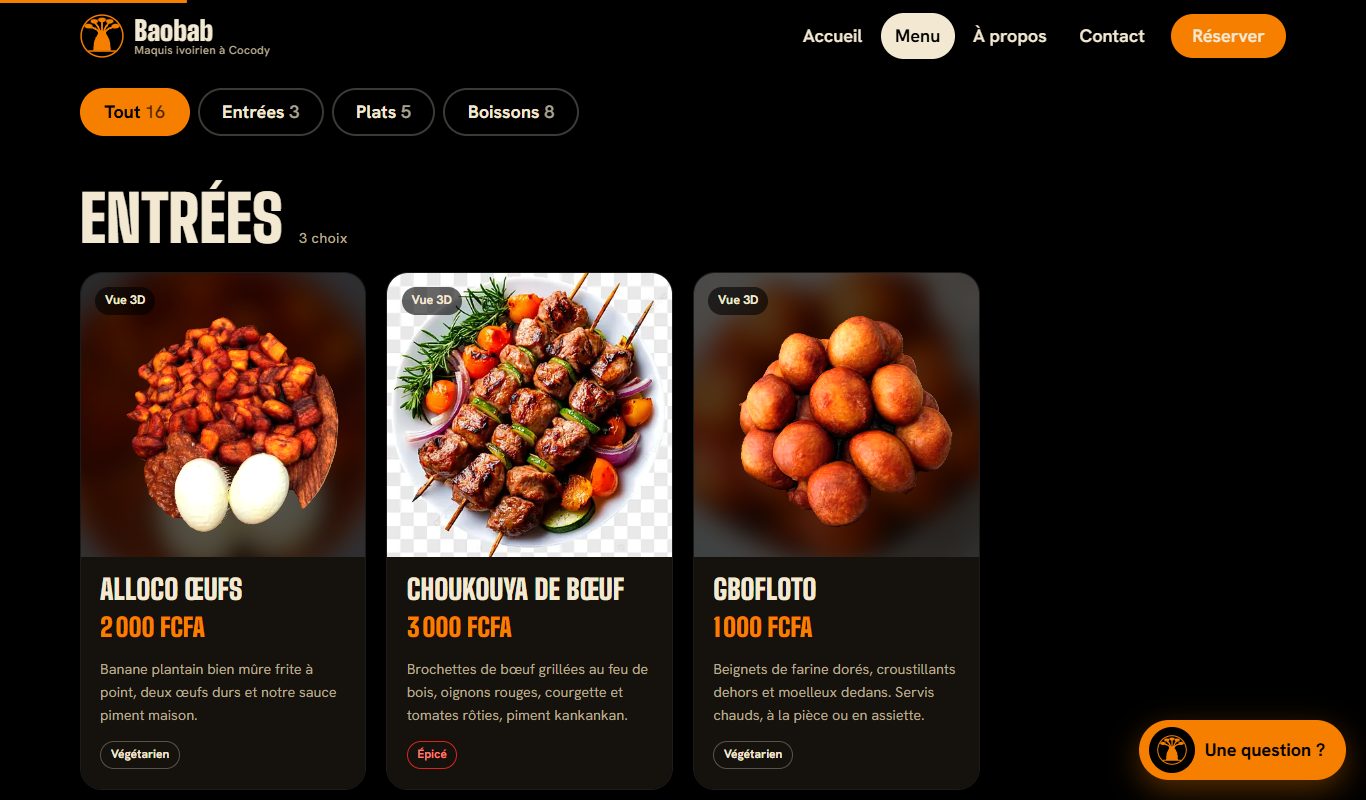 Baobab
Maquis ivoirien à Cocody
Accueil
Menu
À propos
Contact
Réserver
Tout 16
Entrées 3
Plats 5
Boissons 8
ENTRÉES
3 choix
Vue 3D
Vue 3D
Vue 3D
ALLOCO ŒUFS
2 000 FCFA
Banane plantain bien mûre frite à
point, deux œufs durs et notre sauce
piment maison.
Végétarien
CHOUKOUYA DE BŒUF
3 000 FCFA
Brochettes de bœuf grillées au feu de
bois, oignons rouges, courgette et
tomates rôties, piment kankankan.
Épicé
GBOFLOTO
1 000 FCFA
Beignets de farine dorés, croustillants
dehors et moelleux dedans. Servis
chauds, à la pièce ou en assiette.
Végétarien
Une question ?